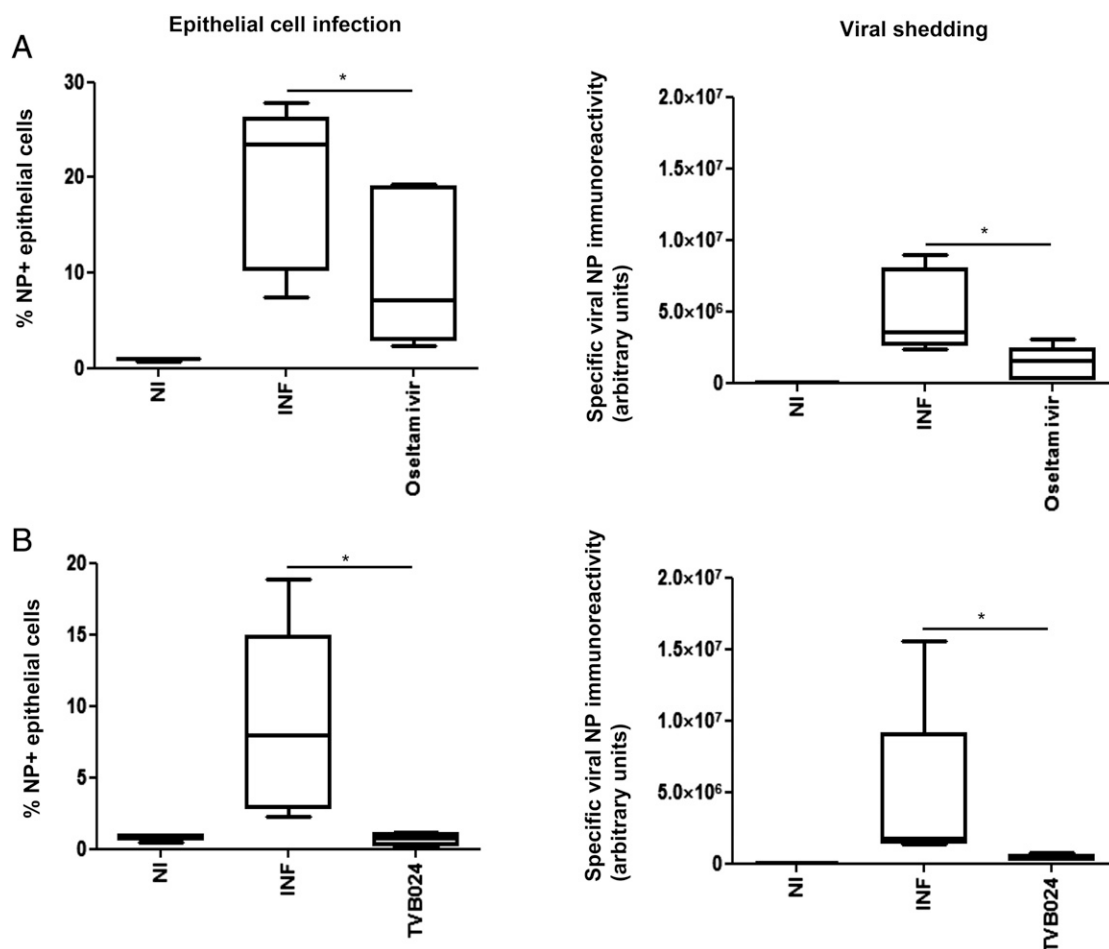 Epithelial cell infection
Viral shedding
A
% NP+ epithelial cells
30
20
10
0
*
NI
INF
Oseltamivir
Specific viral NP immunoreactivity
(arbitrary units)
2.0×10⁷
1.5×10⁷
1.0×10⁷
5.0×10⁶
0
*
NI
INF
Oseltamivir
B
% NP+ epithelial cells
20
15
10
5
0
*
NI
INF
TVB024
Specific viral NP immunoreactivity
(arbitrary units)
2.0×10⁷
1.5×10⁷
1.0×10⁷
5.0×10⁶
0
*
NI
INF
TVB024